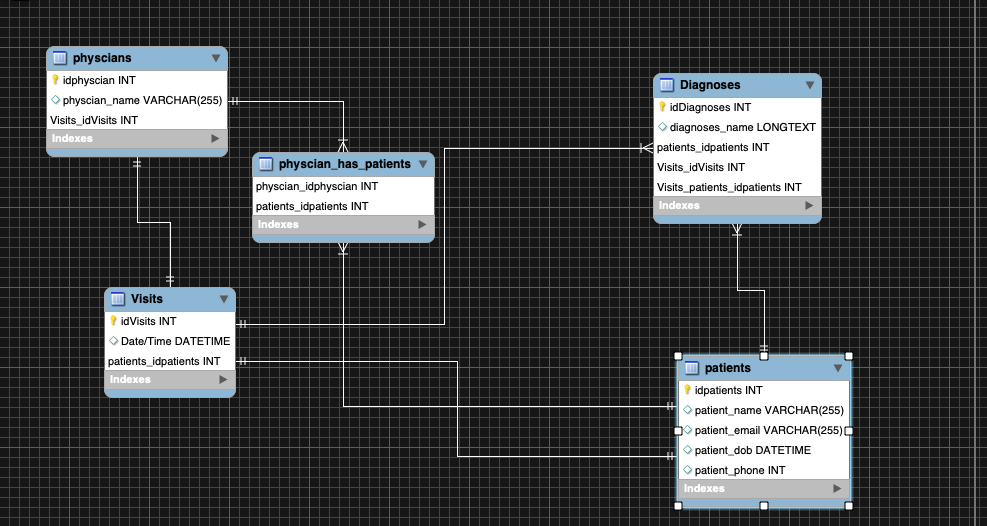 physcians
idphyscian INT
physcian_name VARCHAR(255)
Visits_idVisits INT
Indexes
physcian_has_patients
physcian_idphyscian INT
patients_idpatients INT
Indexes
Diagnoses
idDiagnoses INT
diagnoses_name LONGTEXT
patients_idpatients INT
Visits_idVisits INT
Visits_patients_idpatients INT
Indexes
Visits
idVisits INT
Date/Time DATETIME
patients_idpatients INT
Indexes
patients
idpatients INT
patient_name VARCHAR(255)
patient_email VARCHAR(255)
patient_dob DATETIME
patient_phone INT
Indexes